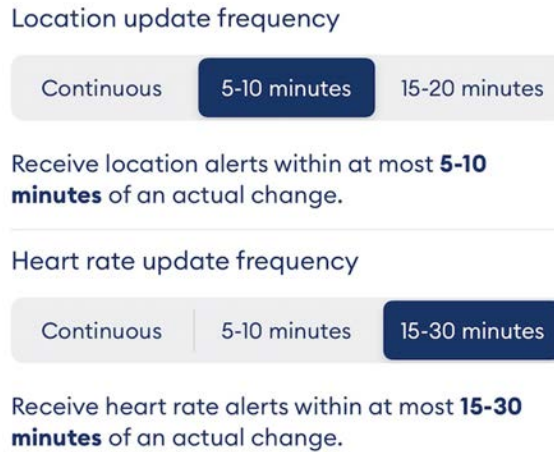 Location update frequency
Continuous 5-10 minutes 15-20 minutes
Receive location alerts within at most 5-10
minutes of an actual change.
Heart rate update frequency
Continuous 5-10 minutes 15-30 minutes
Receive heart rate alerts within at most 15-30
minutes of an actual change.